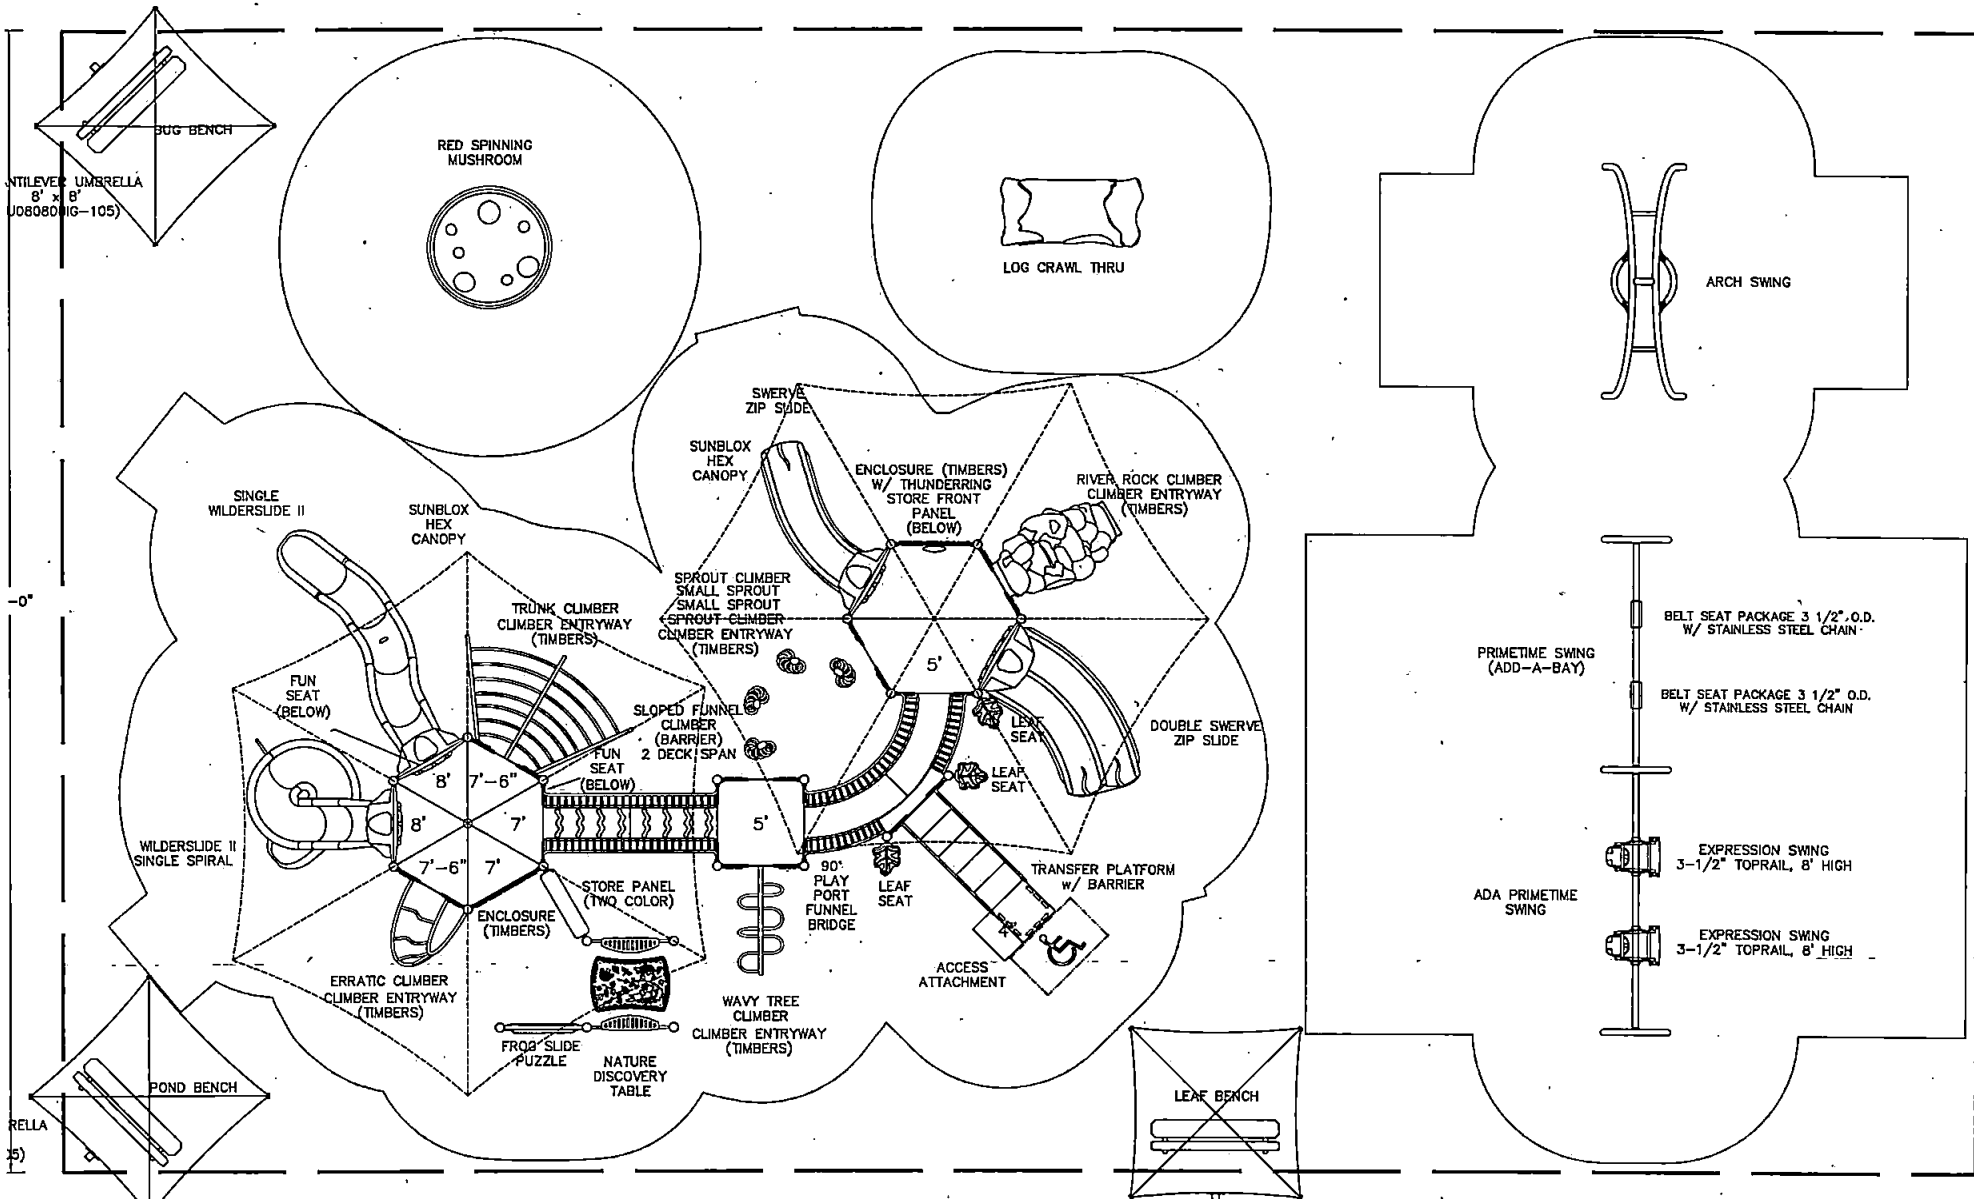 BUG BENCH
NTILEVER UMBRELLA
8' x 8'
RED SPINNING
MUSHROOM
LOG CRAWL THRU
ARCH SWING
SWERVE
ZIP SLIDE
SUNBLOX
HEX
CANOPY
ENCLOSURE (TIMBERS)
W/ THUNDERRING
STORE FRONT
PANEL
(BELOW)
RIVER ROCK CLIMBER
CLIMBER ENTRYWAY
(TIMBERS)
SINGLE
WILDERSLIDE II
SUNBLOX
HEX
CANOPY
-0"
TRUNK CLIMBER
CLIMBER ENTRYWAY
(TIMBERS)
SPROUT CLIMBER
SMALL SPROUT
SMALL SPROUT
SPROUT CLIMBER
CLIMBER ENTRYWAY
(TIMBERS)
5'
BELT SEAT PACKAGE 3 1/2" O.D.
W/ STAINLESS STEEL CHAIN
PRIMETIME SWING
(ADD-A-BAY)
BELT SEAT PACKAGE 3 1/2" O.D.
W/ STAINLESS STEEL CHAIN
FUN
SEAT
(BELOW)
SLOPED FUNNEL
CLIMBER
(BARRIER)
2 DECK SPAN
LEAF
SEAT
DOUBLE SWERVE
ZIP SLIDE
FUN
SEAT
(BELOW)
LEAF
SEAT
8'
7'-6"
8'
7'
7'-6"
7'
5'
WILDERSLIDE II
SINGLE SPIRAL
90°
PLAY
PORT
FUNNEL
BRIDGE
LEAF
SEAT
TRANSFER PLATFORM
W/ BARRIER
EXPRESSION SWING
3-1/2" TOPRAIL, 8' HIGH
ADA PRIMETIME
SWING
EXPRESSION SWING
3-1/2" TOPRAIL, 8' HIGH
STORE PANEL
(TWO COLOR)
ENCLOSURE
(TIMBERS)
ACCESS
ATTACHMENT
ERRATIC CLIMBER
CLIMBER ENTRYWAY
(TIMBERS)
WAVY TREE
CLIMBER
CLIMBER ENTRYWAY
(TIMBERS)
FROG SLIDE
PUZZLE
NATURE
DISCOVERY
TABLE
POND BENCH
LEAF BENCH
RELLA